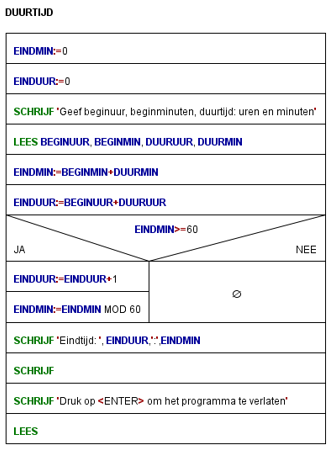 DUURTIJD
EINDMIN:=0
EINDUUR:=0
SCHRIJF 'Geef beginuur, beginminuten, duurtijd: uren en minuten'
LEES BEGINUUR, BEGINMIN, DUURUUR, DUURMIN
EINDMIN:=BEGINMIN+DUURMIN
EINDUUR:=BEGINUUR+DUURUUR
EINDMIN>=60
JA NEE
EINDUUR:=EINDUUR+1
∅
EINDMIN:=EINDMIN MOD 60
SCHRIJF 'Eindtijd: ', EINDUUR,':',EINDMIN
SCHRIJF
SCHRIJF 'Druk op <ENTER> om het programma te verlaten'
LEES